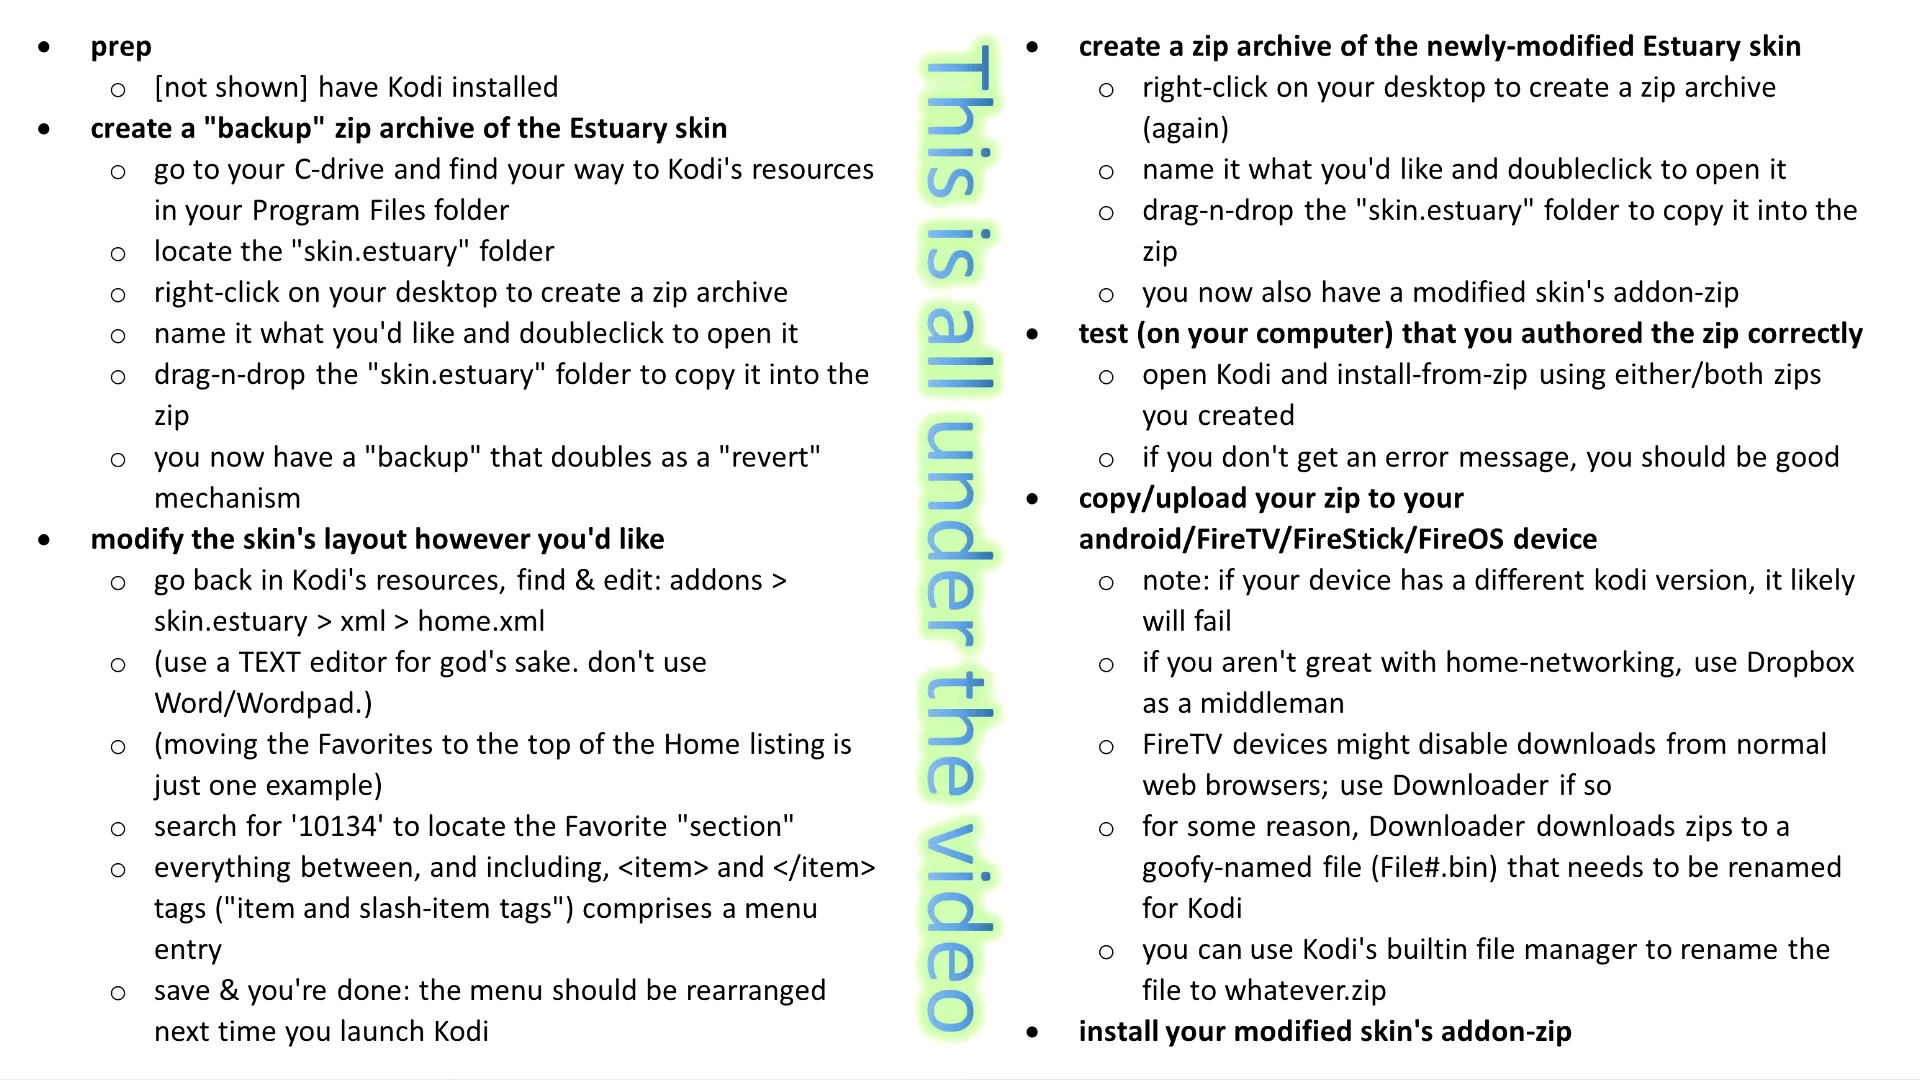 • prep
o [not shown] have Kodi installed
• create a "backup" zip archive of the Estuary skin
o go to your C-drive and find your way to Kodi's resources
in your Program Files folder
o locate the "skin.estuary" folder
o right-click on your desktop to create a zip archive
o name it what you'd like and doubleclick to open it
o drag-n-drop the "skin.estuary" folder to copy it into the
zip
o you now have a "backup" that doubles as a "revert"
mechanism
• modify the skin's layout however you'd like
o go back in Kodi's resources, find & edit: addons >
skin.estuary > xml > home.xml
o (use a TEXT editor for god's sake. don't use
Word/Wordpad.)
o (moving the Favorites to the top of the Home listing is
just one example)
o search for '10134' to locate the Favorite "section"
o everything between, and including, <item> and </item>
tags ("item and slash-item tags") comprises a menu
entry
o save & you're done: the menu should be rearranged
next time you launch Kodi
This is all under the video
• create a zip archive of the newly-modified Estuary skin
o right-click on your desktop to create a zip archive
(again)
o name it what you'd like and doubleclick to open it
o drag-n-drop the "skin.estuary" folder to copy it into the
zip
o you now also have a modified skin's addon-zip
• test (on your computer) that you authored the zip correctly
o open Kodi and install-from-zip using either/both zips
you created
o if you don't get an error message, you should be good
• copy/upload your zip to your
android/FireTV/FireStick/FireOS device
o note: if your device has a different kodi version, it likely
will fail
o if you aren't great with home-networking, use Dropbox
as a middleman
o FireTV devices might disable downloads from normal
web browsers; use Downloader if so
o for some reason, Downloader downloads zips to a
goofy-named file (File#.bin) that needs to be renamed
for Kodi
o you can use Kodi's builtin file manager to rename the
file to whatever.zip
• install your modified skin's addon-zip